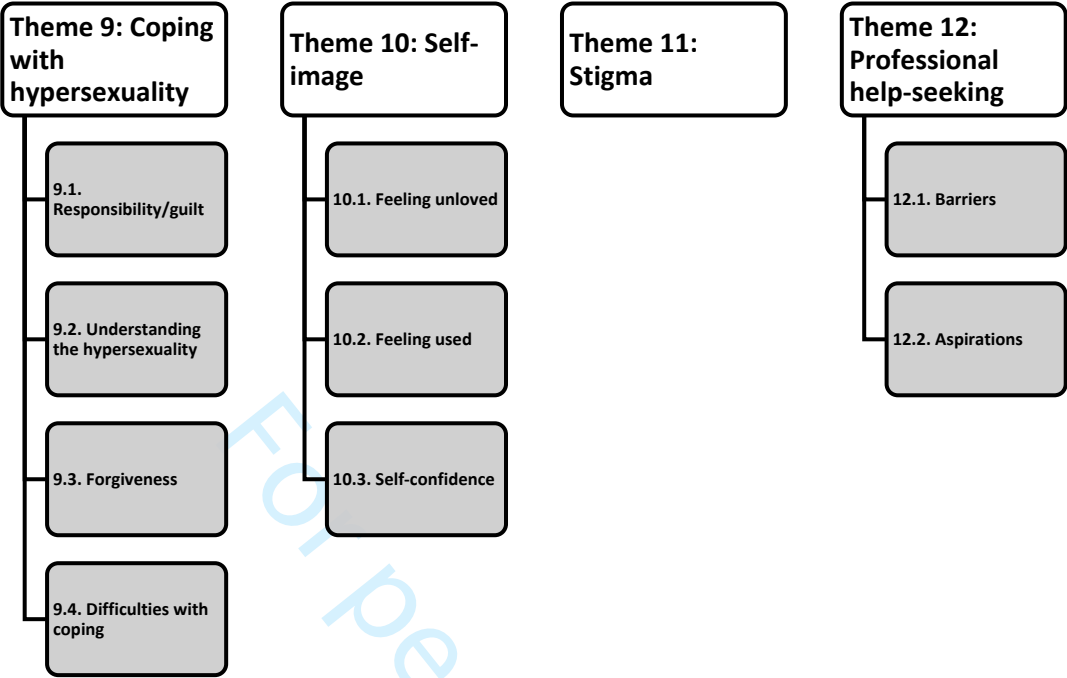 Theme 9: Coping
with
hypersexuality
9.1.
Responsibility/guilt
9.2. Understanding
the hypersexuality
9.3. Forgiveness
9.4. Difficulties with
coping
Theme 10: Self-
image
10.1. Feeling unloved
10.2. Feeling used
10.3. Self-confidence
Theme 11:
Stigma
Theme 12:
Professional
help-seeking
12.1. Barriers
12.2. Aspirations
For pe